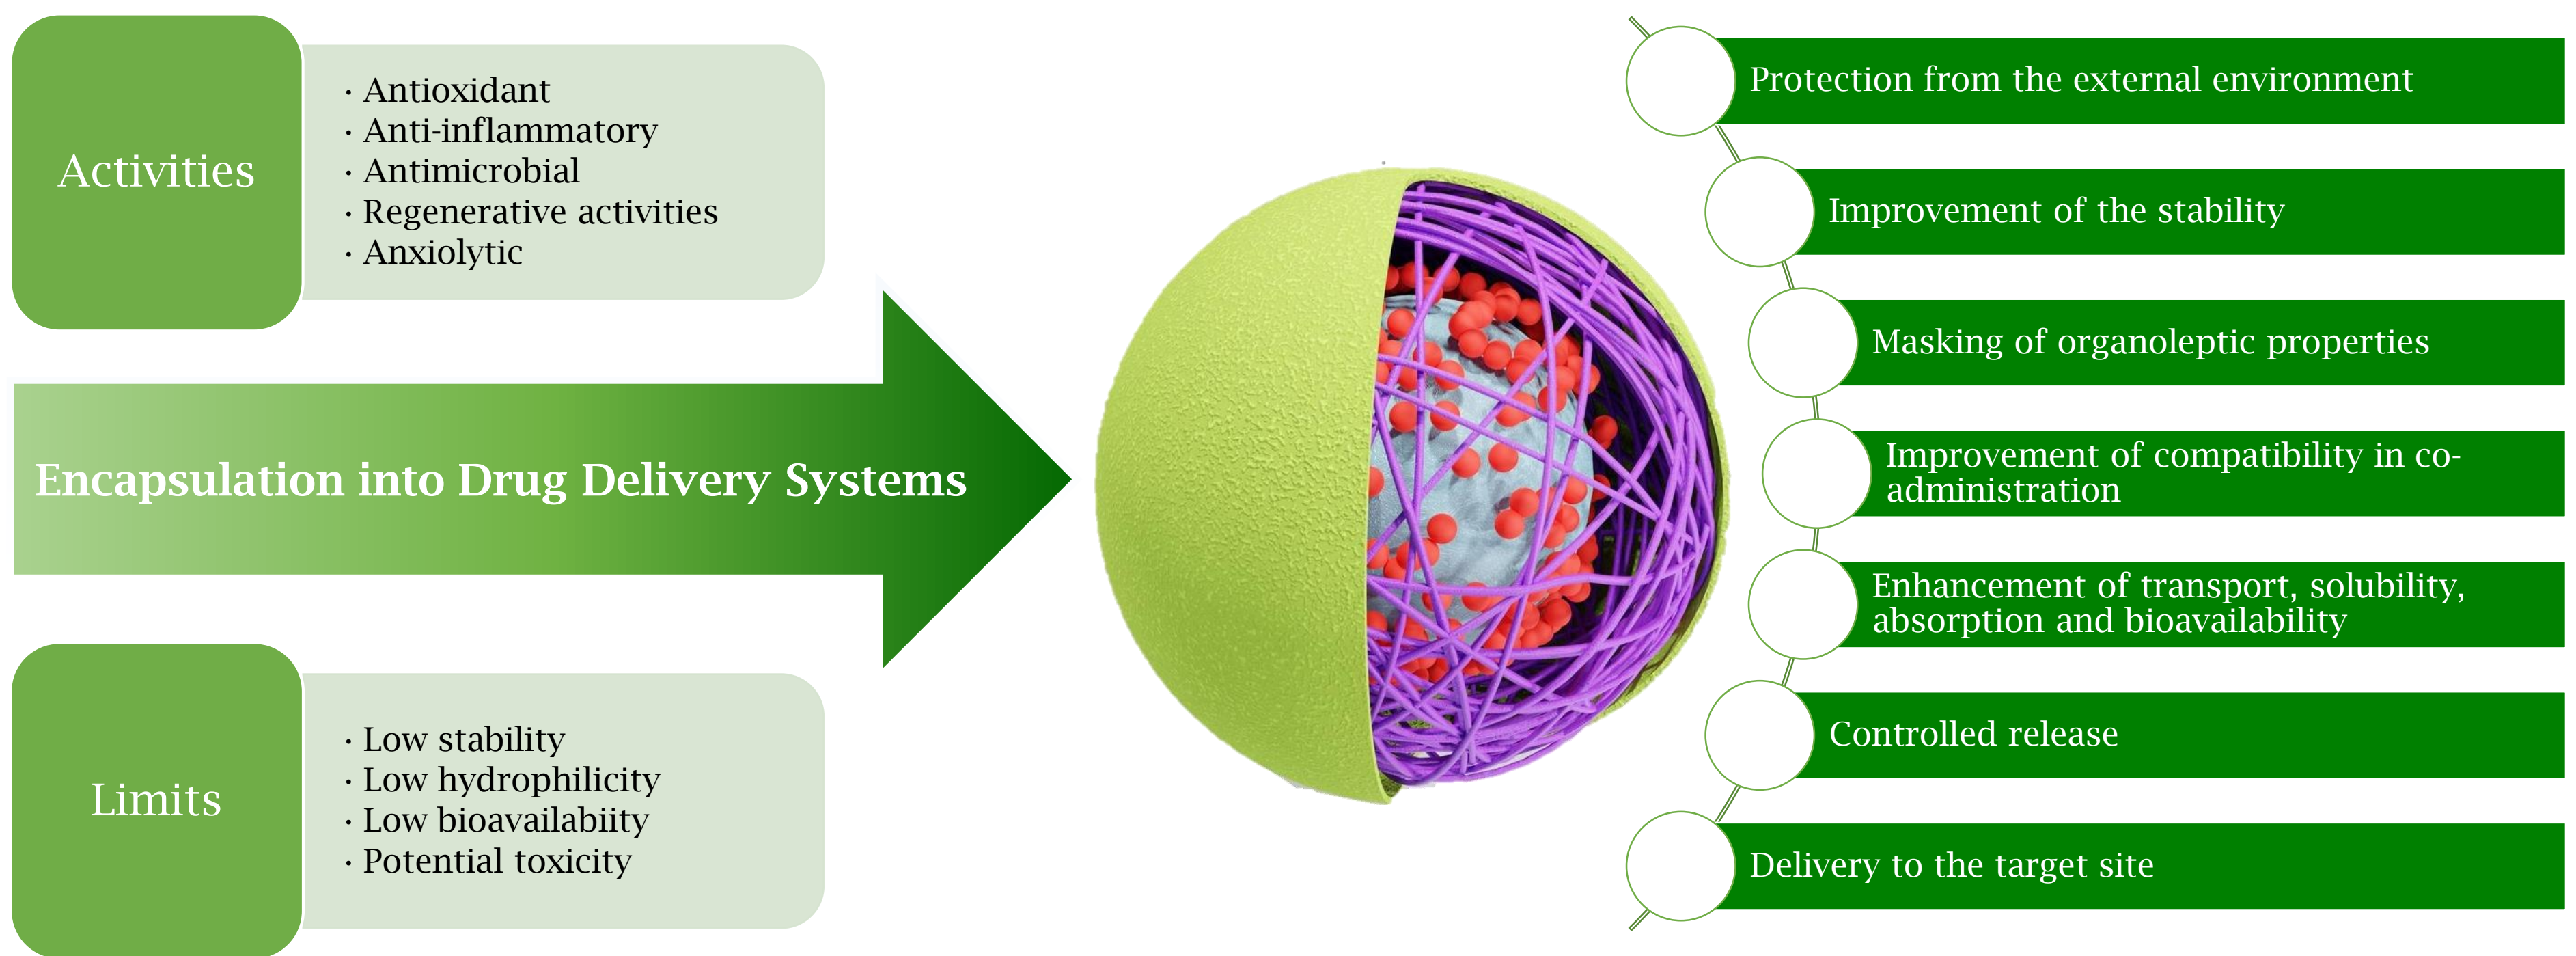 Activities
· Antioxidant
· Anti-inflammatory
· Antimicrobial
· Regenerative activities
· Anxiolytic
Encapsulation into Drug Delivery Systems
Limits
· Low stability
· Low hydrophilicity
· Low bioavailabiity
· Potential toxicity
Protection from the external environment
Improvement of the stability
Masking of organoleptic properties
Improvement of compatibility in co-
administration
Enhancement of transport, solubility,
absorption and bioavailability
Controlled release
Delivery to the target site